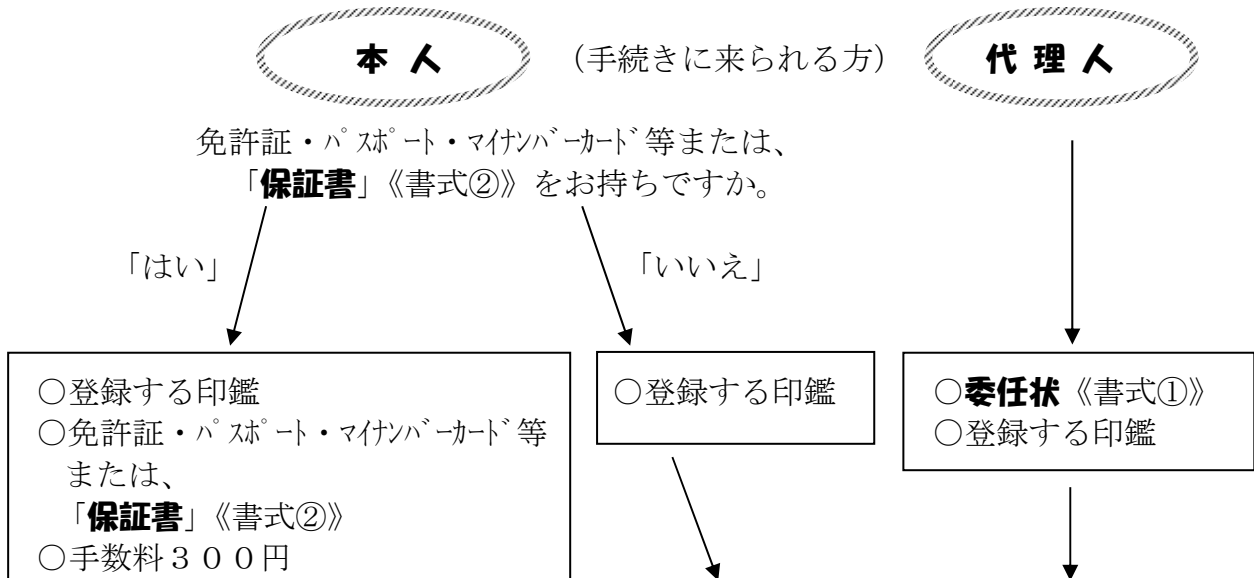 本人 (手続きに来られる方) 代理人
免許証・パスポート・マイナンバーカード等または、
「保証書」《書式②》をお持ちですか。
「はい」 「いいえ」
○登録する印鑑
○免許証・パスポート・マイナンバーカード等
または、
「保証書」《書式②》
○手数料３００円
○登録する印鑑
○委任状《書式①》
○登録する印鑑